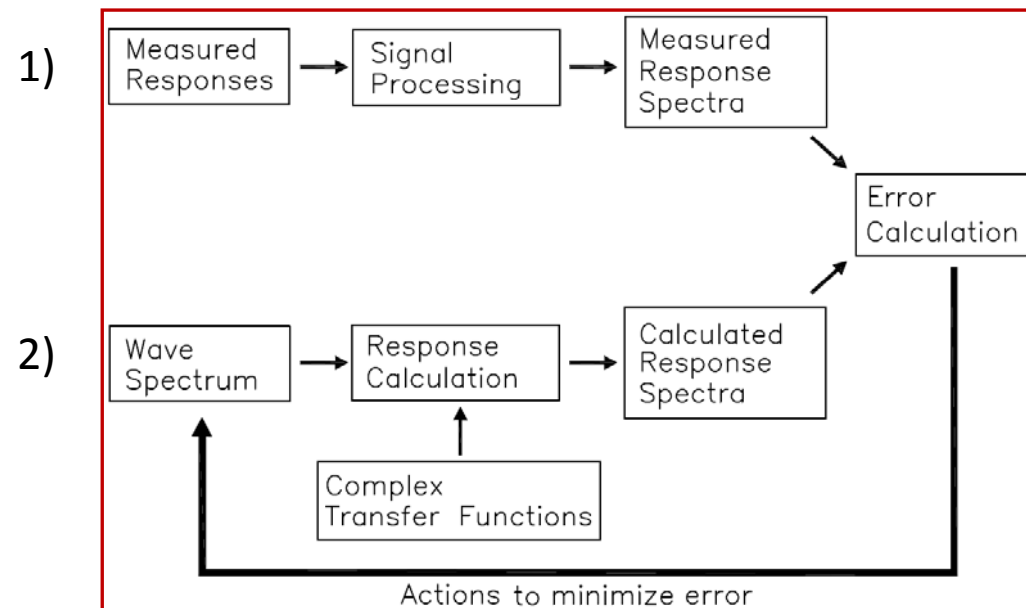 1)
Measured
Responses
Signal
Processing
Measured
Response
Spectra
Error
Calculation
2)
Wave
Spectrum
Response
Calculation
Calculated
Response
Spectra
Complex
Transfer Functions
Actions to minimize error